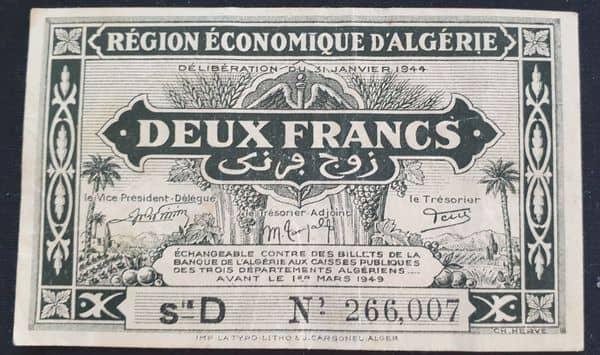 RÉGION ÉCONOMIQUE D'ALGÉRIE
DÉLIBÉRATION DU 31 JANVIER 1944
DEUX FRANCS
زوج فرنك
le Vice Président-Délégué
le Trésorier-Adjoint
le Trésorier
ÉCHANGEABLE CONTRE DES BILLETS DE LA
BANQUE DE L'ALGÉRIE AUX CAISSES PUBLIQUES
DES TROIS DÉPARTEMENTS ALGÉRIENS....
AVANT LE 1ER MARS 1949
SIE D N° 266,007
CH. HERVÉ
IMP. LA TYPO-LITHO & J. CARBONEL. ALGER